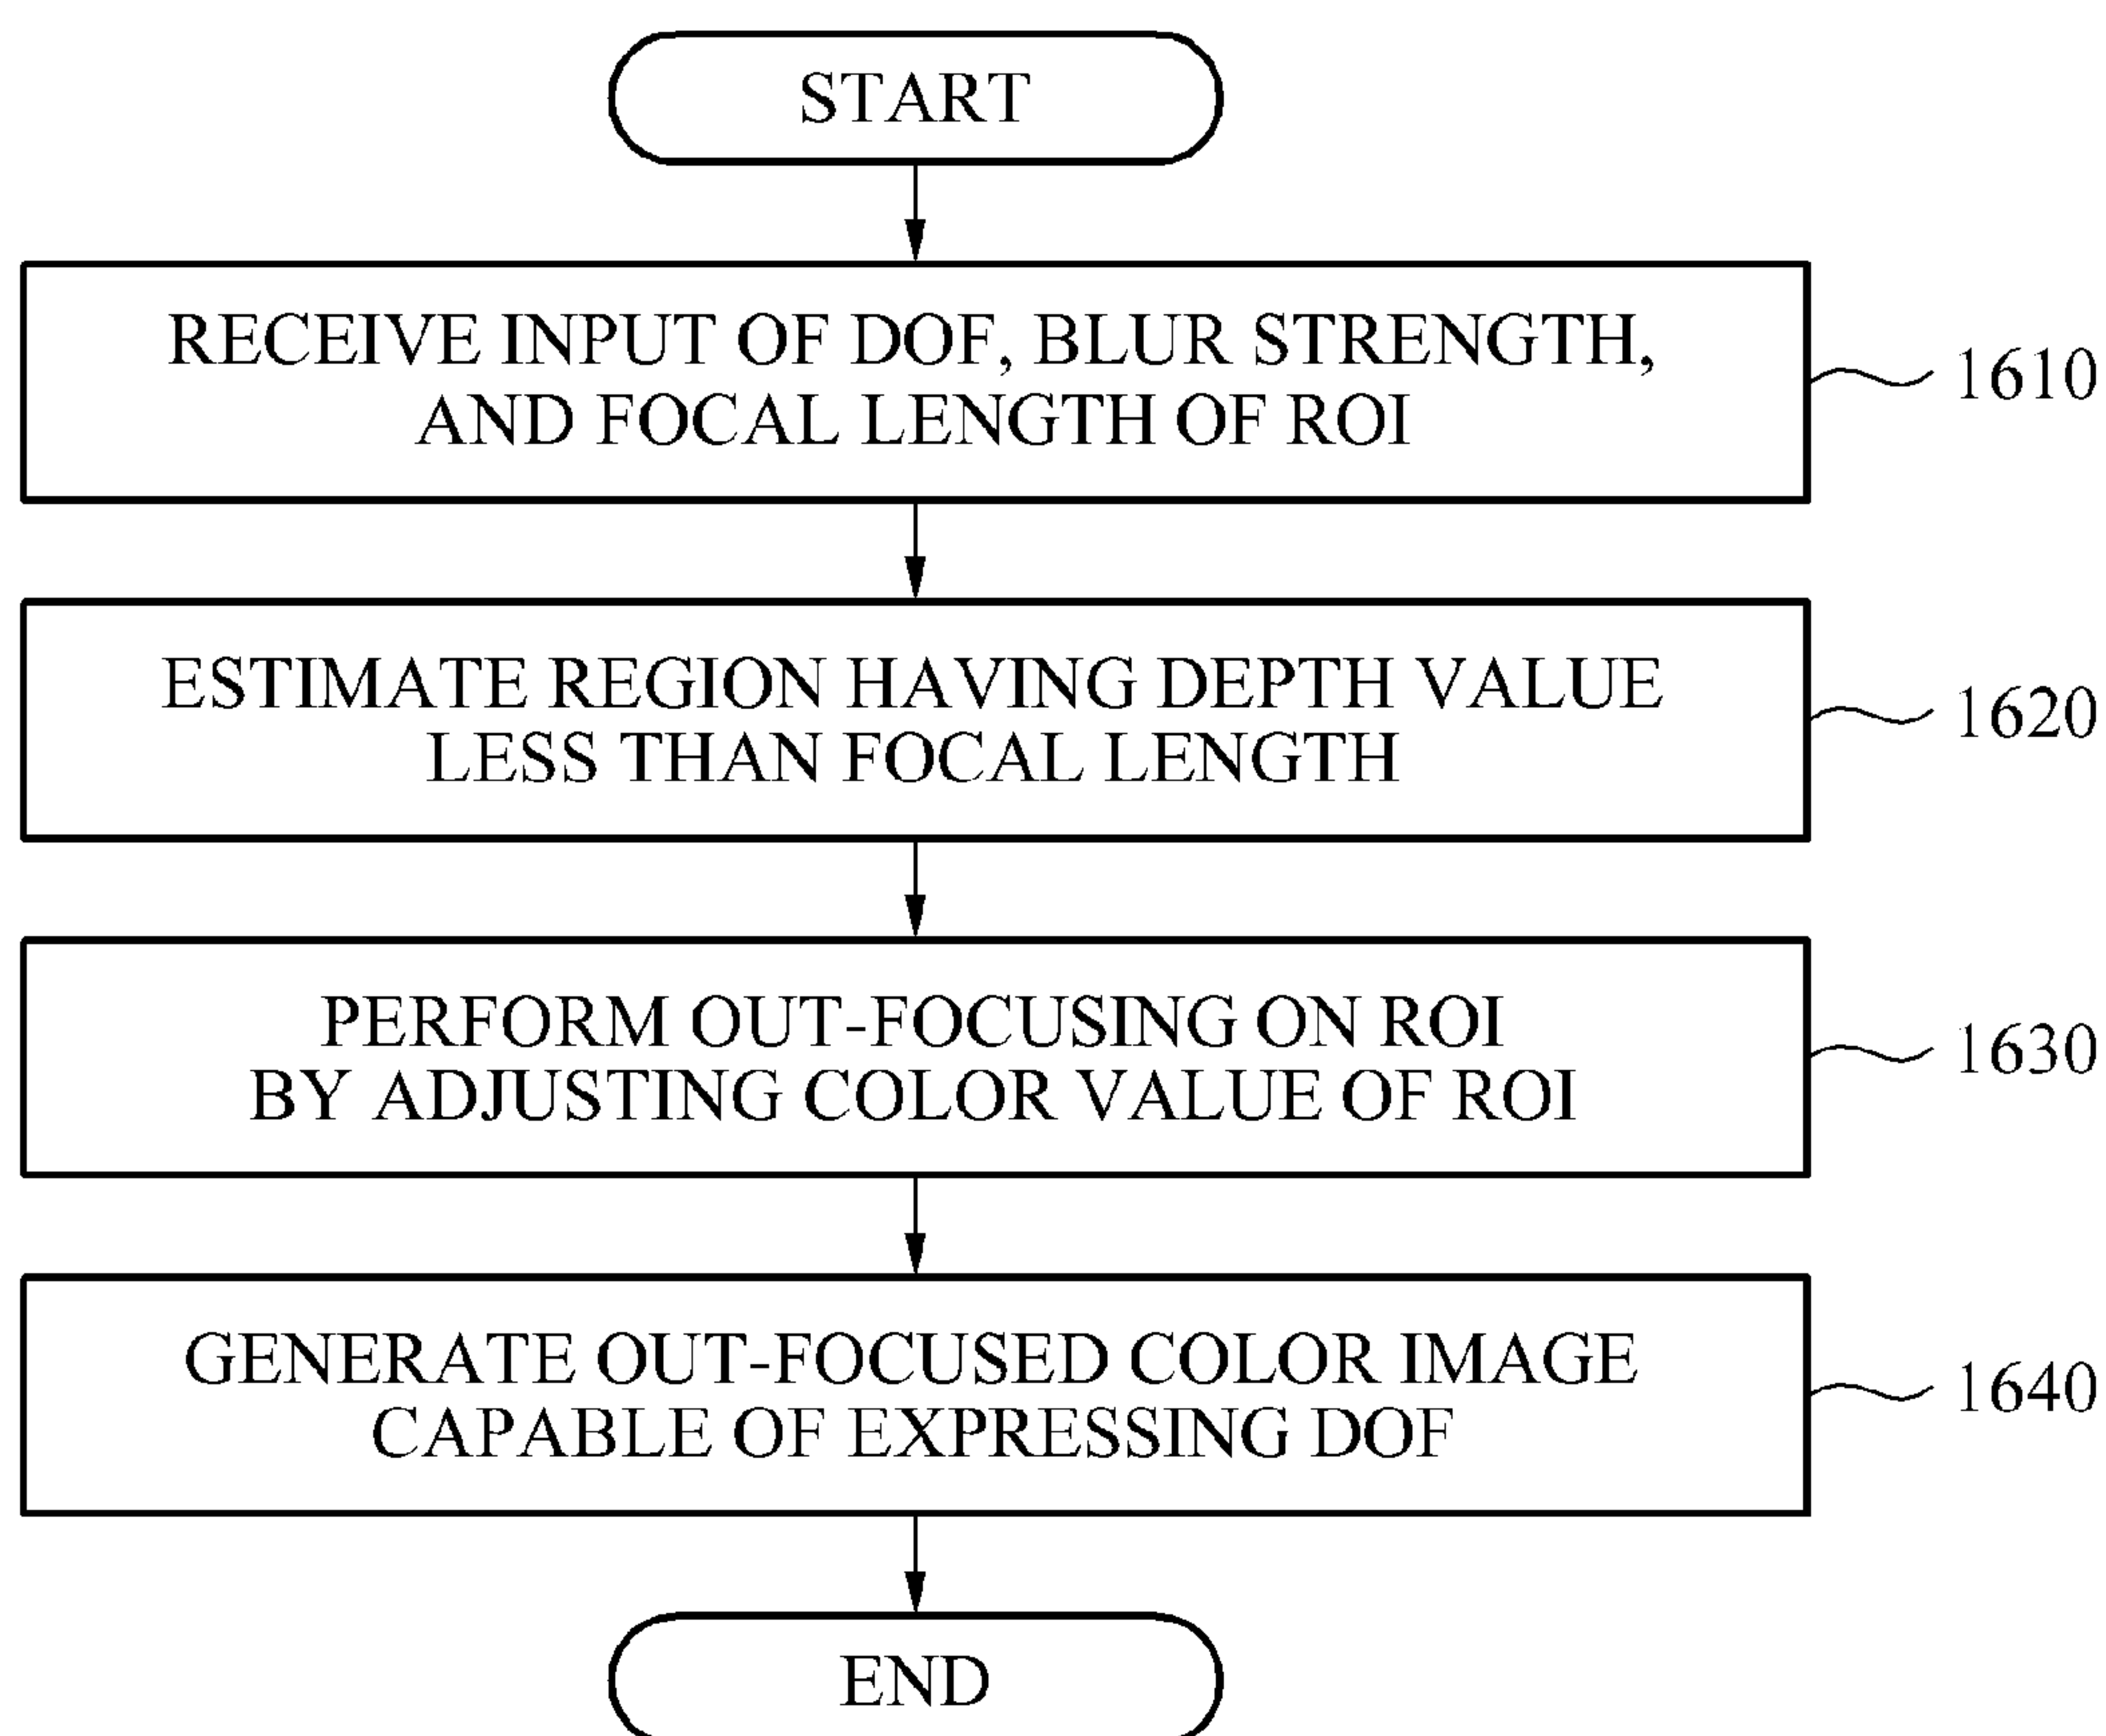 START
RECEIVE INPUT OF DOF, BLUR STRENGTH,
AND FOCAL LENGTH OF ROI
1610
ESTIMATE REGION HAVING DEPTH VALUE
LESS THAN FOCAL LENGTH
1620
PERFORM OUT-FOCUSING ON ROI
BY ADJUSTING COLOR VALUE OF ROI
1630
GENERATE OUT-FOCUSED COLOR IMAGE
CAPABLE OF EXPRESSING DOF
1640
END